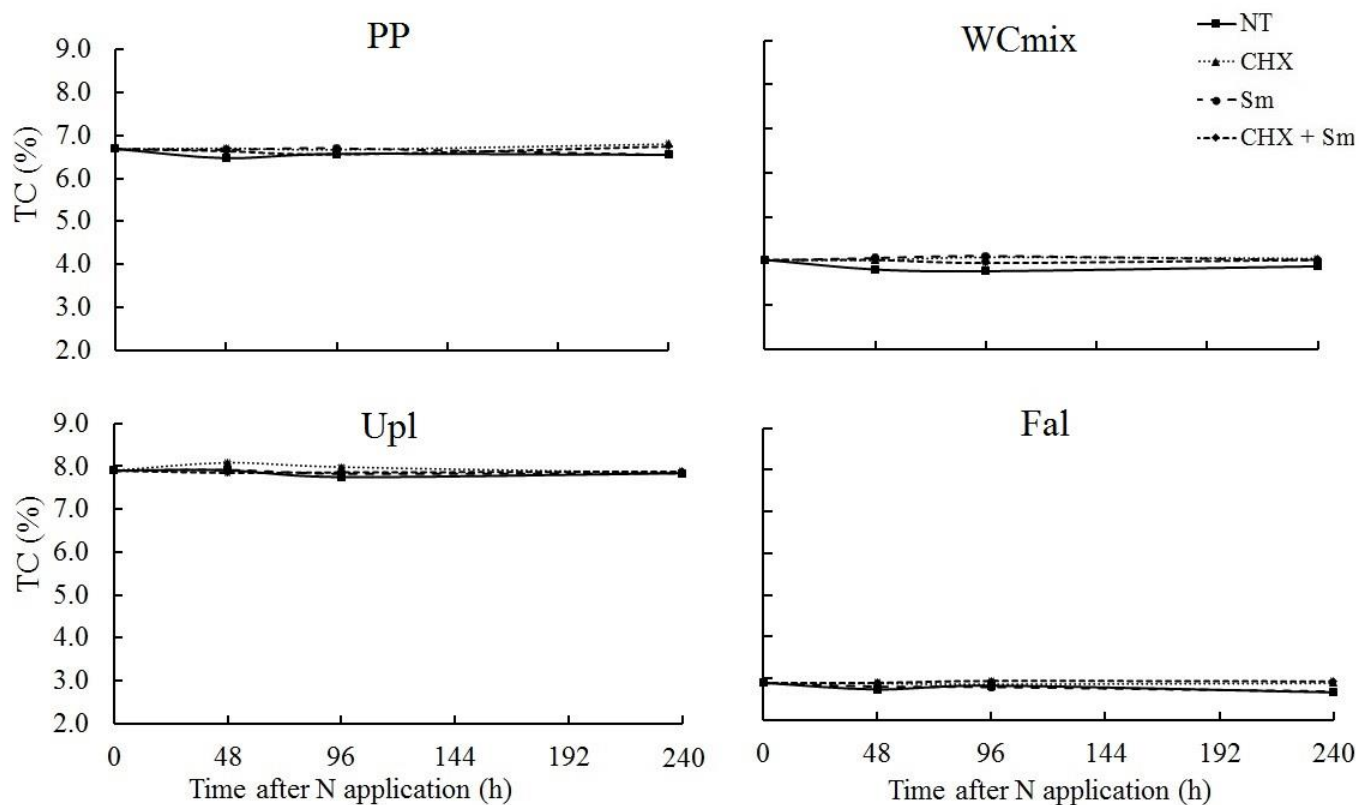 PP
9.0
8.0
7.0
6.0
5.0
4.0
3.0
2.0
TC (%)
WCmix
NT
CHX
Sm
CHX + Sm
Upl
9.0
8.0
7.0
6.0
5.0
4.0
3.0
2.0
TC (%)
0 48 96 144 192 240
Time after N application (h)
Fal
0 48 96 144 192 240
Time after N application (h)